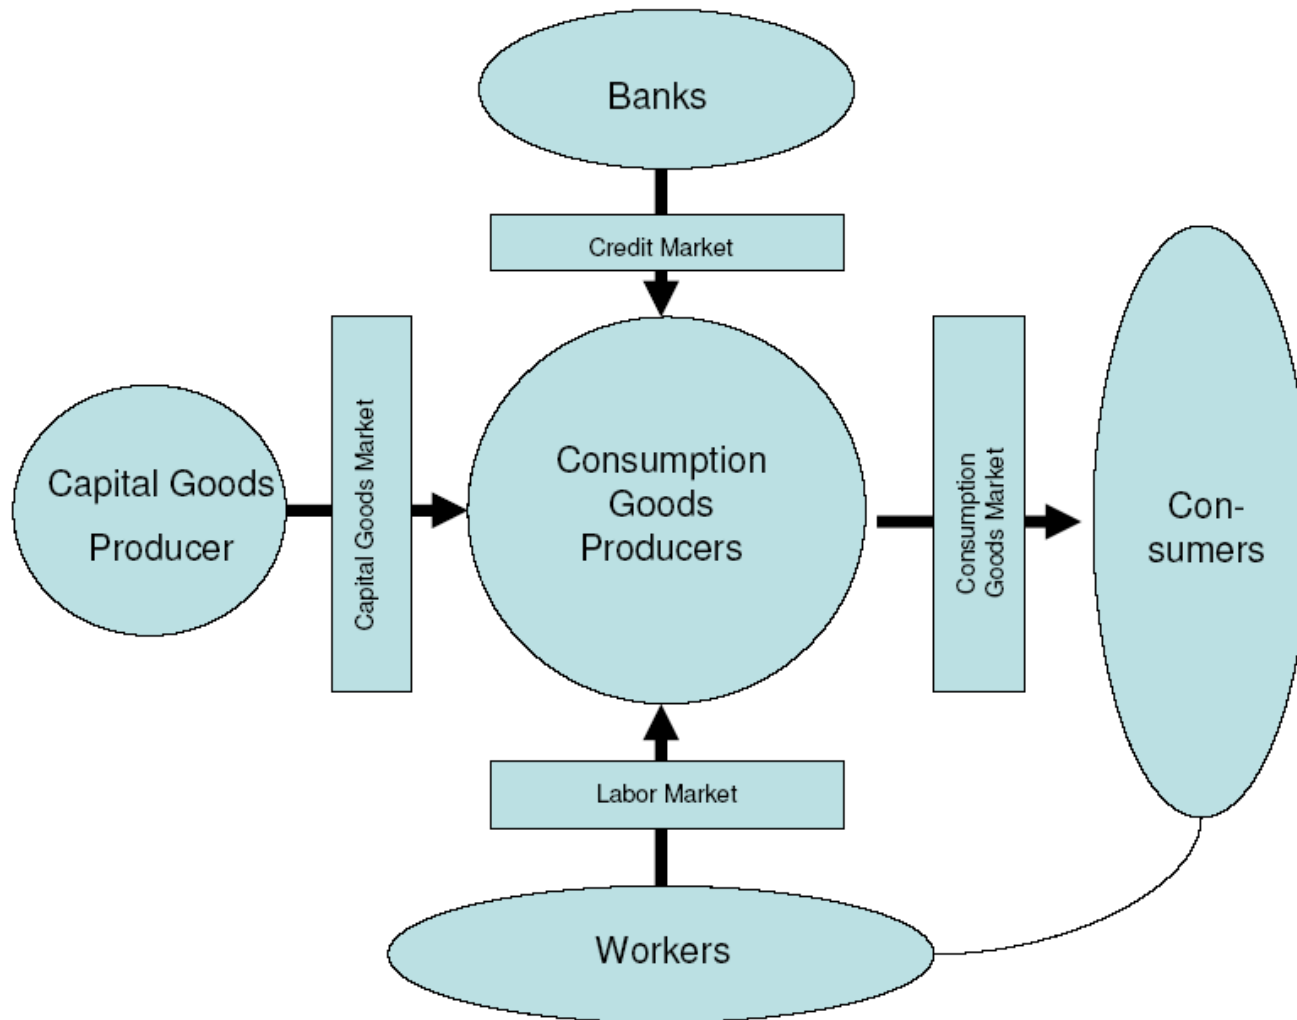 Banks
Credit Market
Capital Goods
Producer
Capital Goods Market
Consumption
Goods
Producers
Consumption
Goods Market
Con-
sumers
Labor Market
Workers